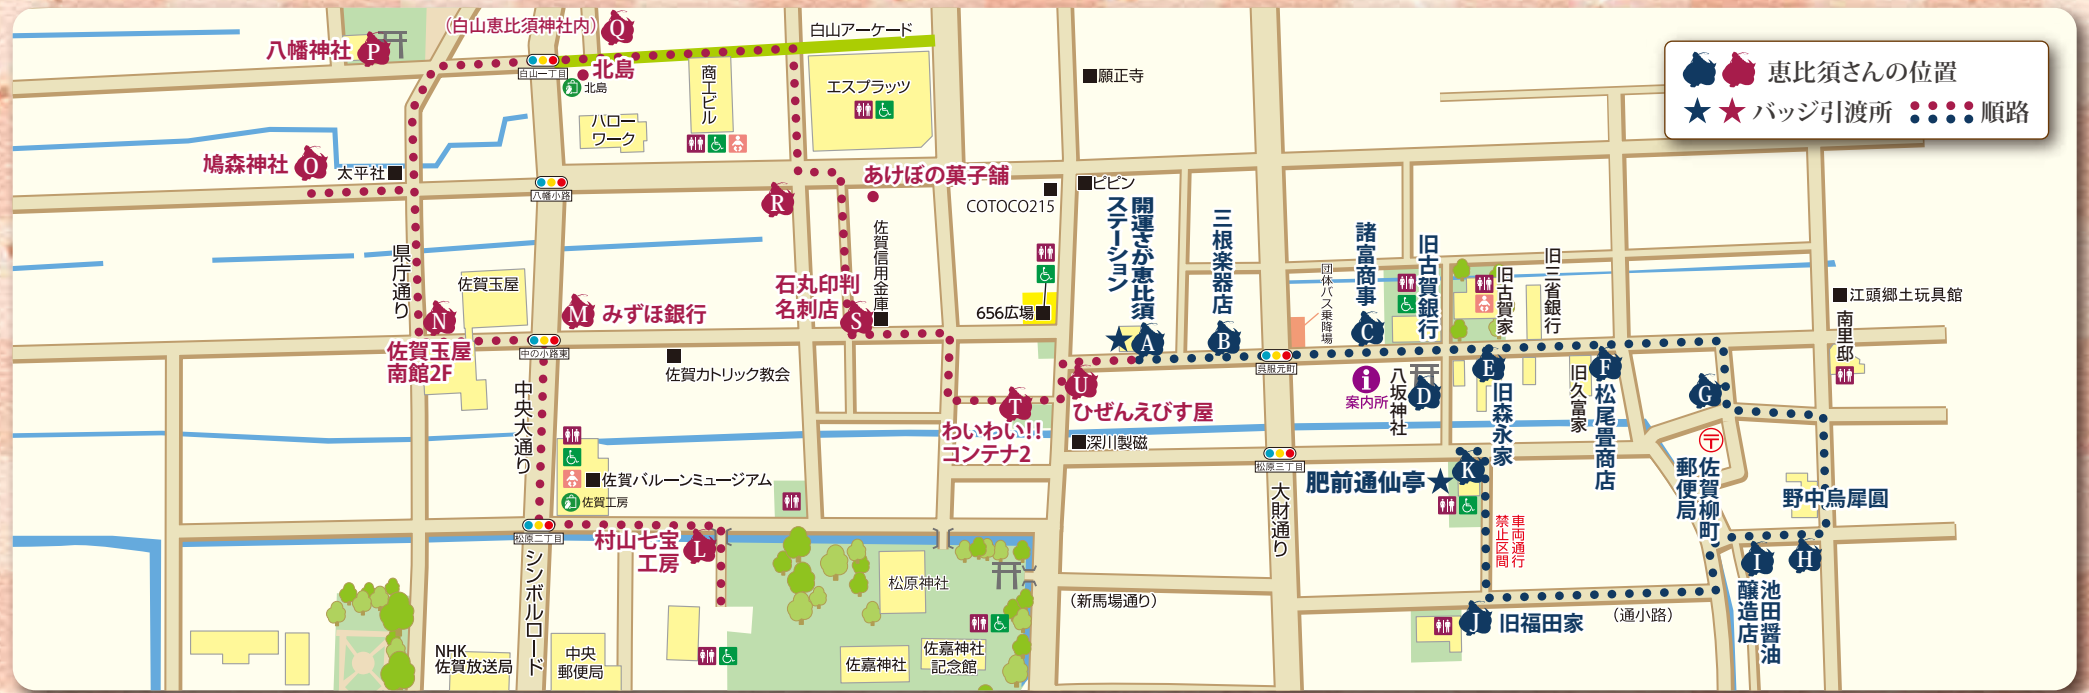 八幡神社
P
(白山恵比須神社内)
Q
白山アーケード
白山一丁目
北島
北島
商工ビル
エスプラッツ
願正寺
恵比須さんの位置
バッジ引渡所
順路
ハローワーク
鳩森神社
O
太平社
八幡小路
R
あけぼの菓子舗
COTOCO215
ピピン
県庁通り
佐賀玉屋
N
佐賀玉屋
南館2F
M
みずほ銀行
中の小路東
石丸印判
名刺店
S
佐賀信用金庫
656広場
開運さが恵比須
ステーション
A
三根楽器店
B
団体バス乗降場
諸富商事
C
旧古賀銀行
旧古賀家
旧三省銀行
江頭郷土玩具館
南里邸
佐賀カトリック教会
中央大通り
T
わいわい!!
コンテナ2
U
ひぜんえびす屋
深川製磁
呉服元町
案内所
八坂神社
D
E
旧森永家
旧久富家
F
松尾畳商店
G
佐賀バルーンミュージアム
佐賀工房
松原二丁目
村山七宝
工房
L
松原三丁目
大財通り
肥前通仙亭
K
車両通行
禁止区間
佐賀柳町
郵便局
野中烏犀圓
I
H
池田醤油
醸造店
シンボルロード
松原神社
(新馬場通り)
J
旧福田家
(通小路)
NHK
佐賀放送局
中央
郵便局
佐嘉神社
佐嘉神社
記念館